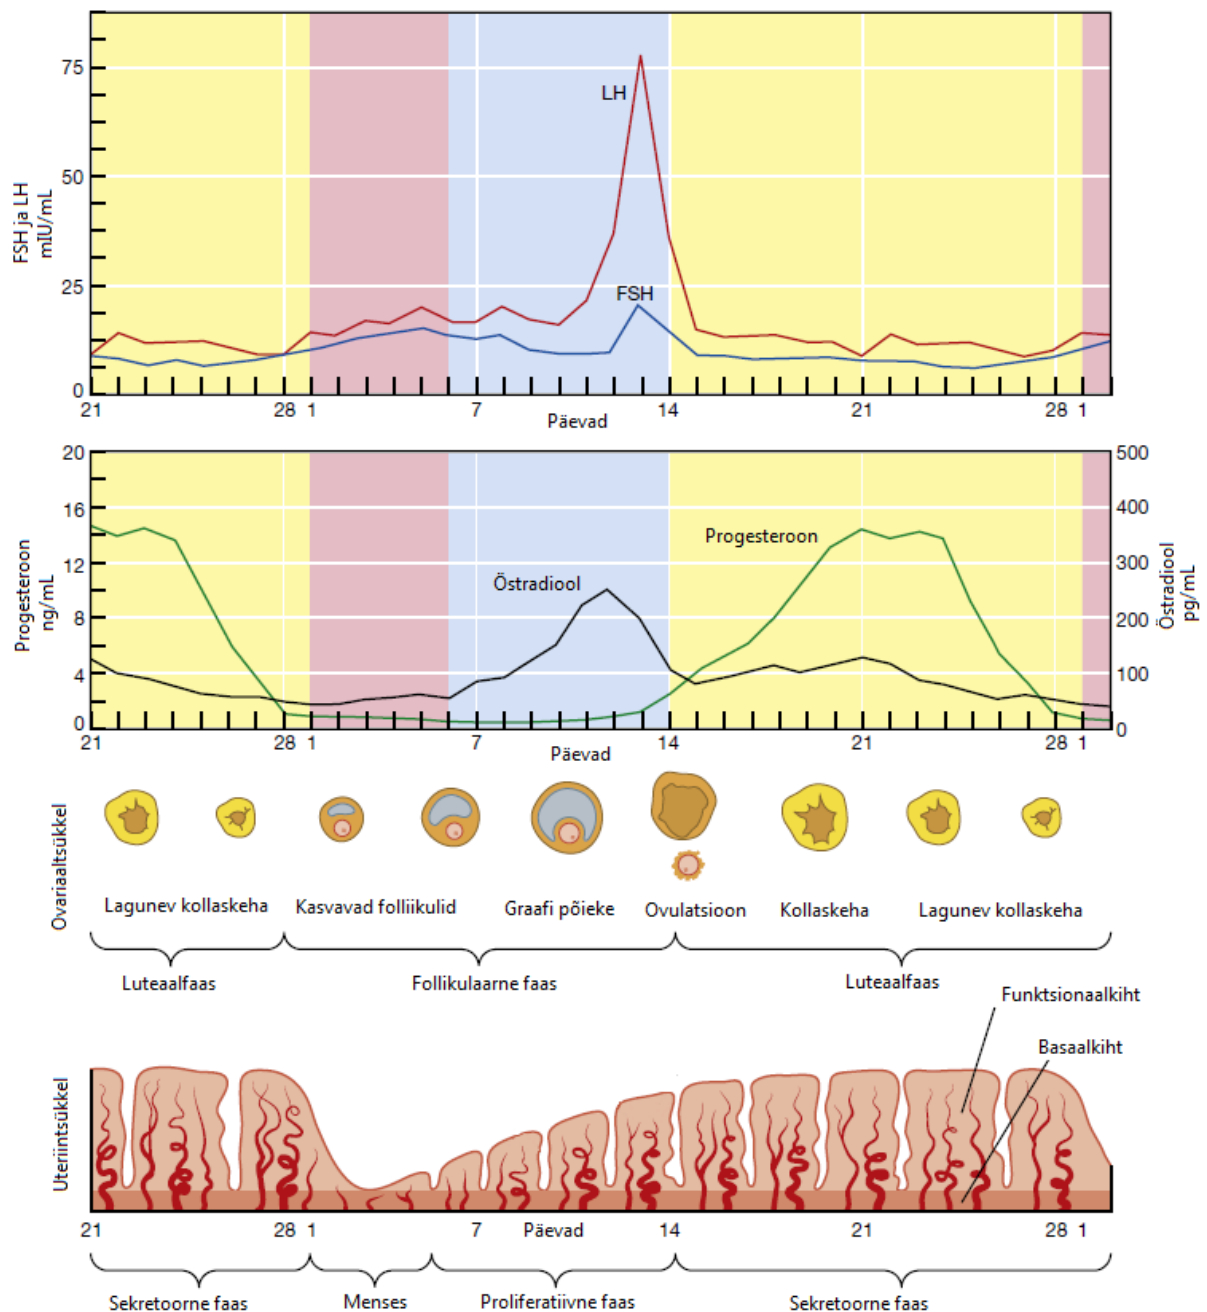 75
LH
50
FSH ja LH
mIU/mL
25
FSH
0
21 28 1 7 14 21 28 1
Päevad
20 500
16 400
Progesteroon
12 300
Östradiool
Progesteroon
ng/mL
Östradiool
pg/mL
8 200
4 100
0 0
21 28 1 7 14 21 28 1
Päevad
Ovariaaltsükkel
Lagunev kollaskeha Kasvavad folliikulid Graafi põieke Ovulatsioon Kollaskeha Lagunev kollaskeha
Luteaalfaas Follikulaarne faas Luteaalfaas
Funktsionaalkiht
Basaalkiht
Uteriintsükkel
21 28 1 7 Päevad 14 21 28 1
Sekretoorne faas Menses Proliferatiivne faas Sekretoorne faas